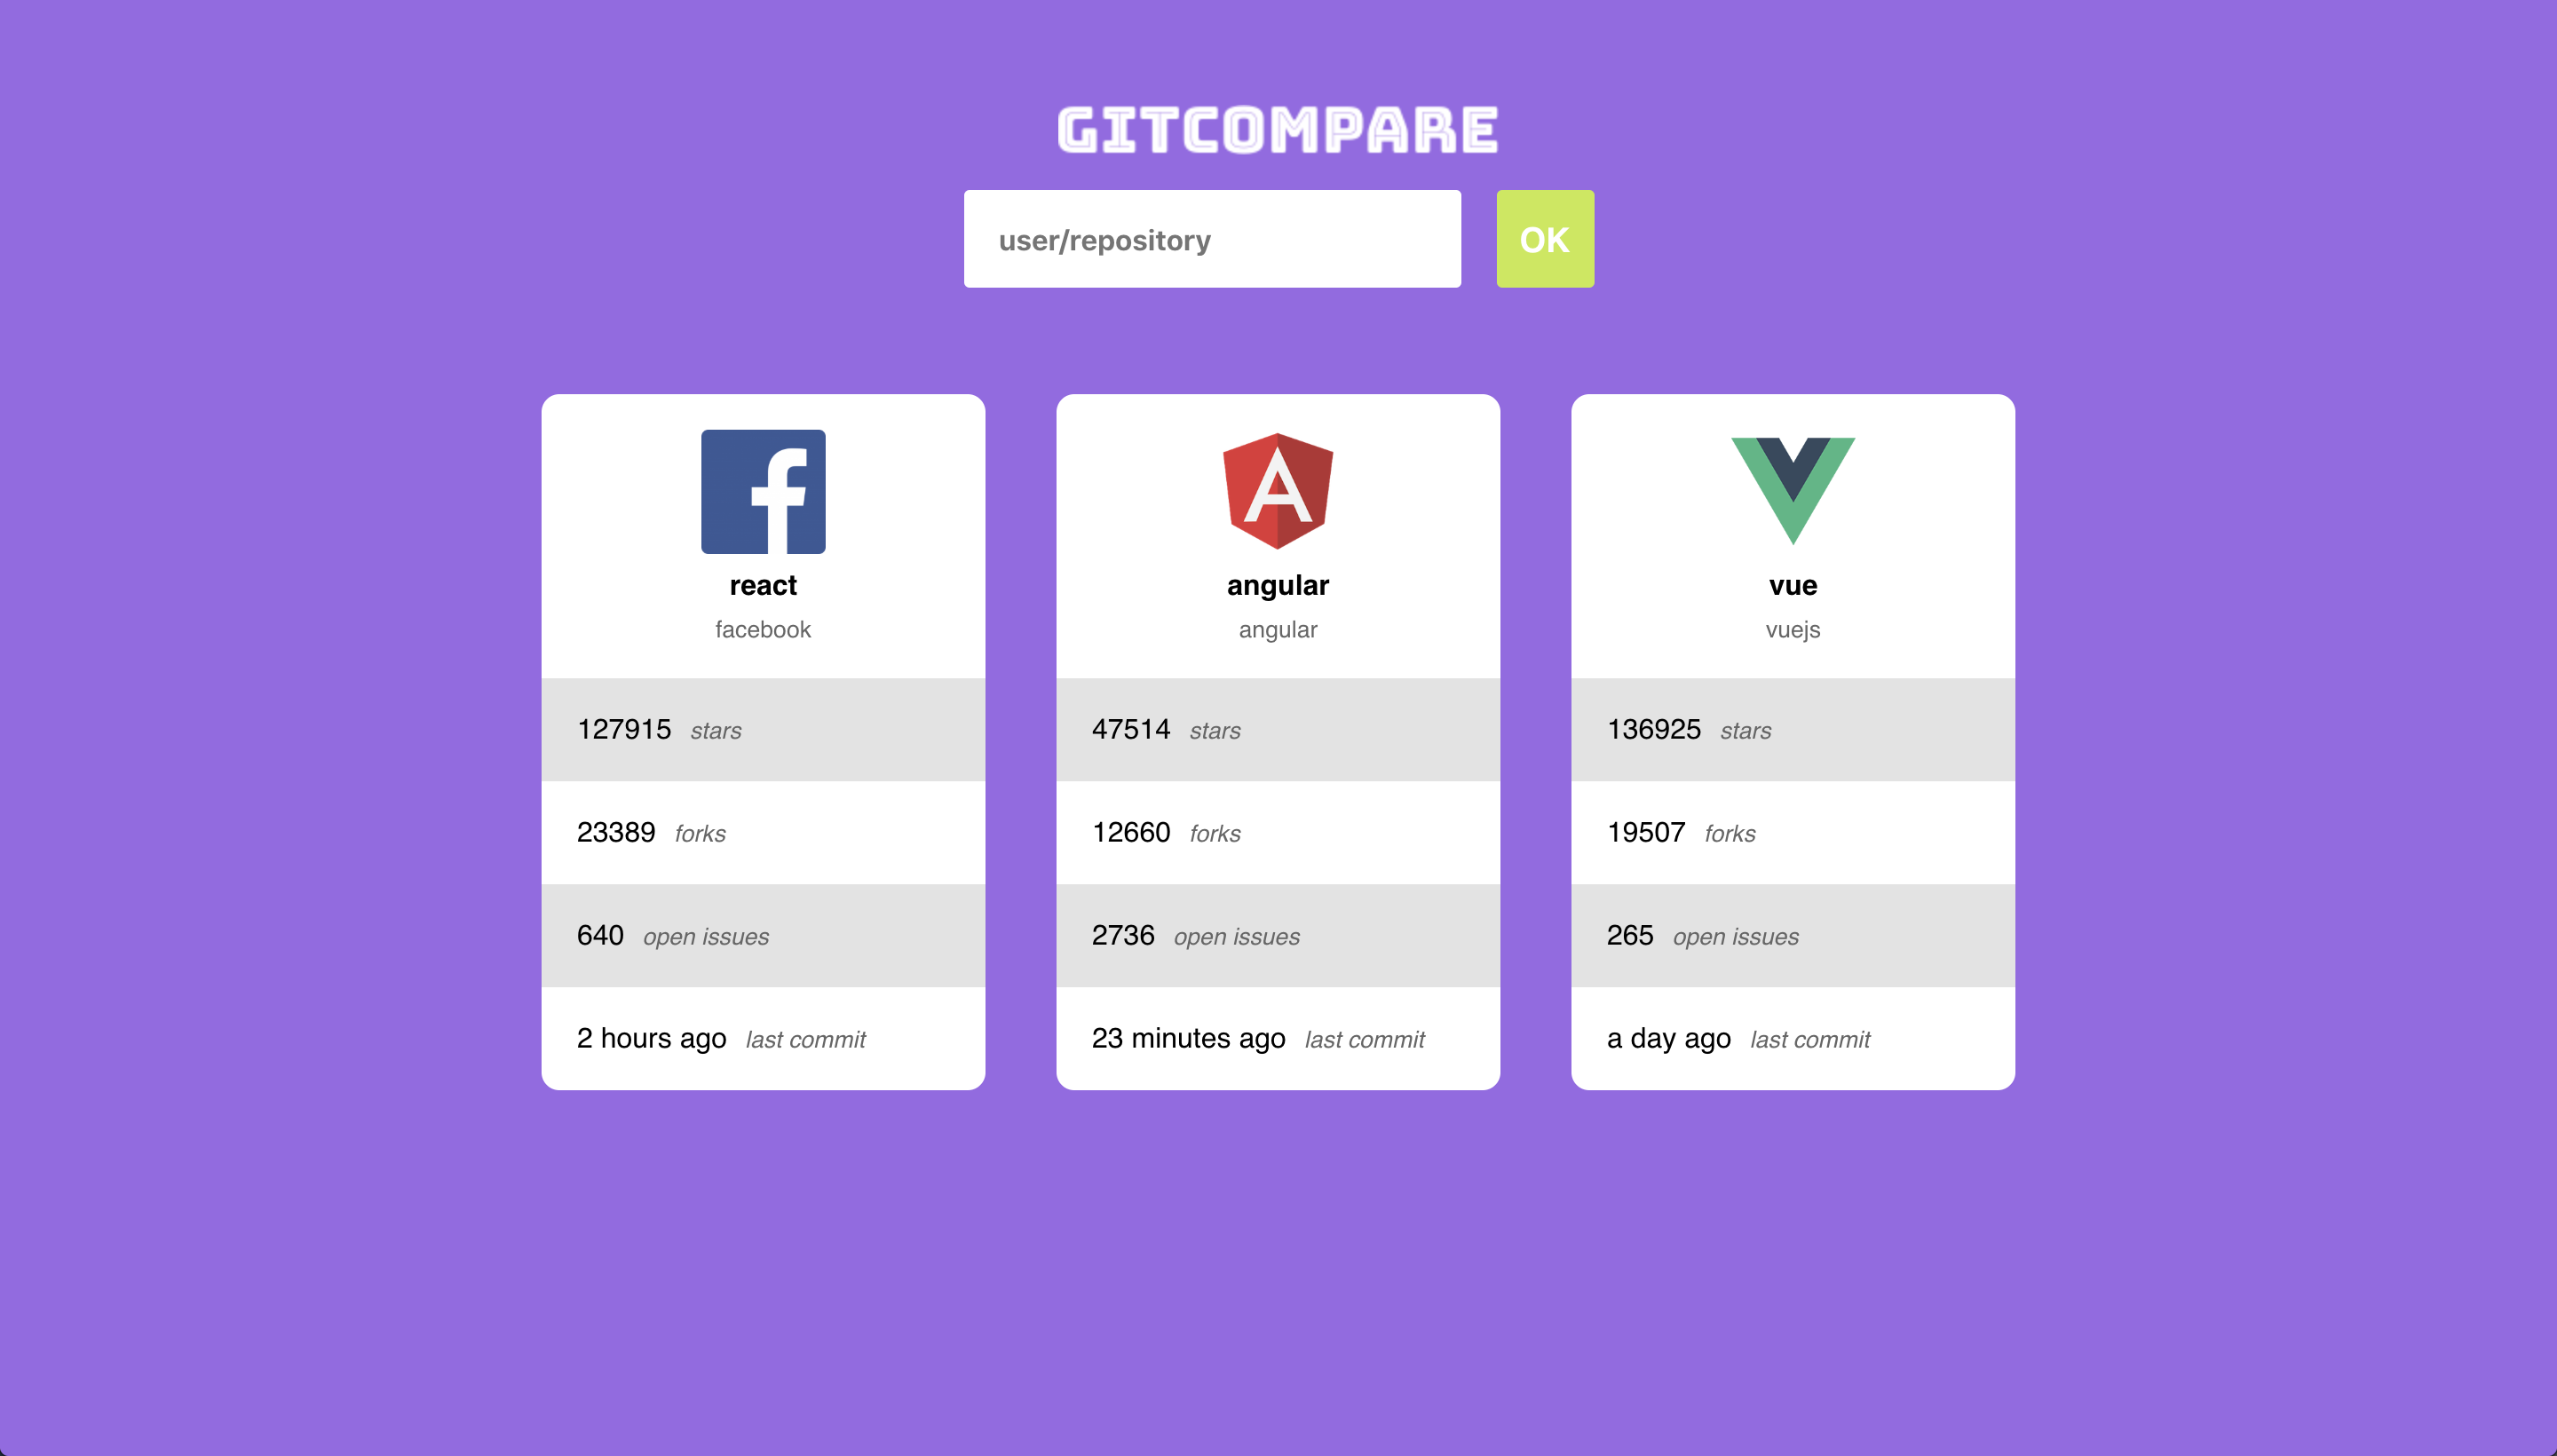 GITCOMPARE
user/repository
OK
react
facebook
127915 stars
23389 forks
640 open issues
2 hours ago last commit
angular
angular
47514 stars
12660 forks
2736 open issues
23 minutes ago last commit
vue
vuejs
136925 stars
19507 forks
265 open issues
a day ago last commit